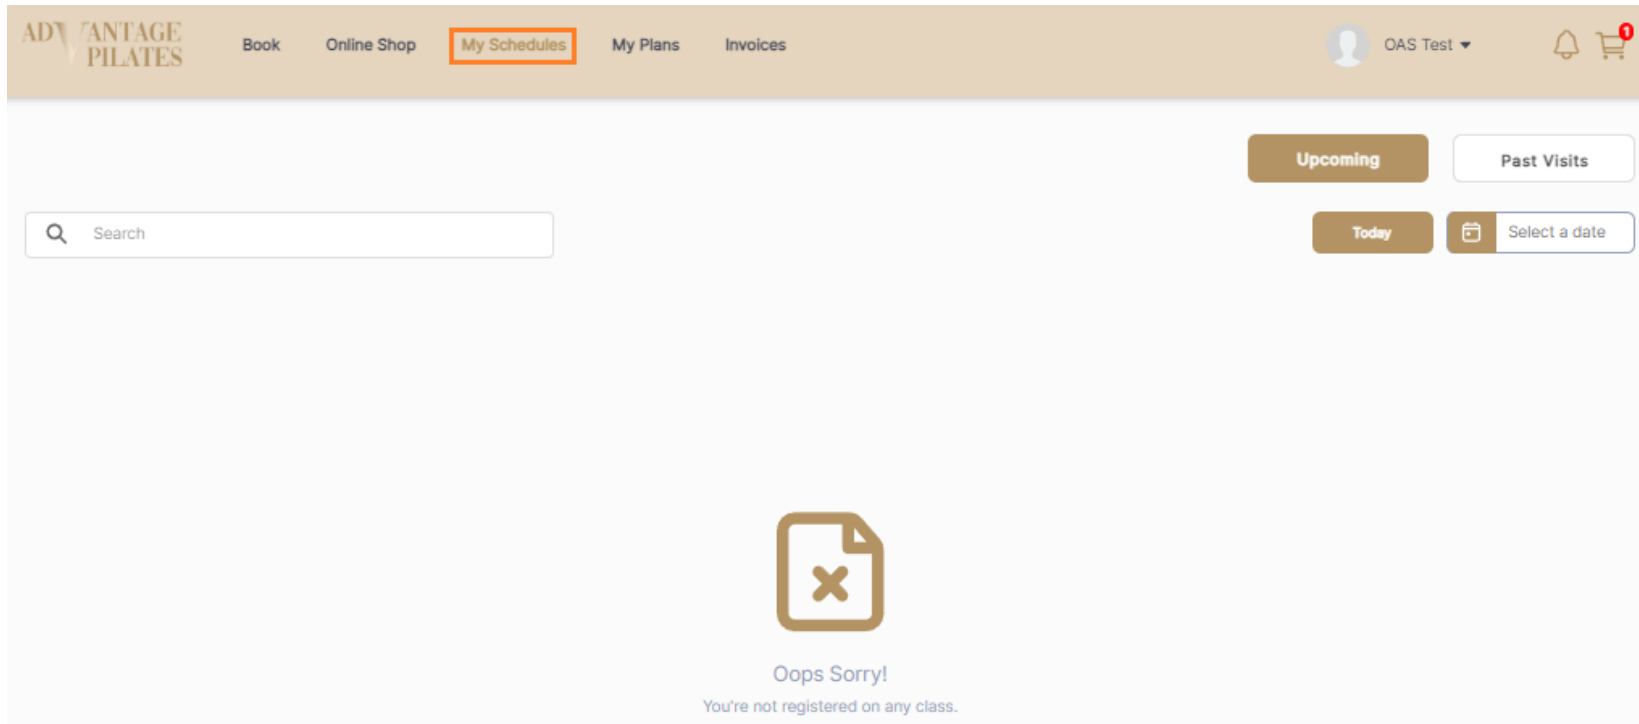 ADVANTAGE
PILATES
Book Online Shop My Schedules My Plans Invoices OAS Test 1
Upcoming Past Visits
Search Today Select a date
Oops Sorry!
You're not registered on any class.